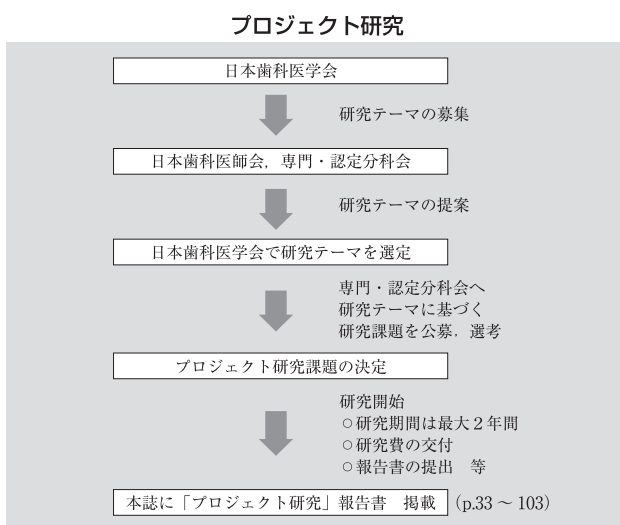 プロジェクト研究
日本歯科医学会
研究テーマの募集
日本歯科医師会，専門・認定分科会
研究テーマの提案
日本歯科医学会で研究テーマを選定
専門・認定分科会へ
研究テーマに基づく
研究課題を公募，選考
プロジェクト研究課題の決定
研究開始
○研究期間は最大２年間
○研究費の交付
○報告書の提出　等
本誌に「プロジェクト研究」報告書　掲載 (p.33 ～ 103)